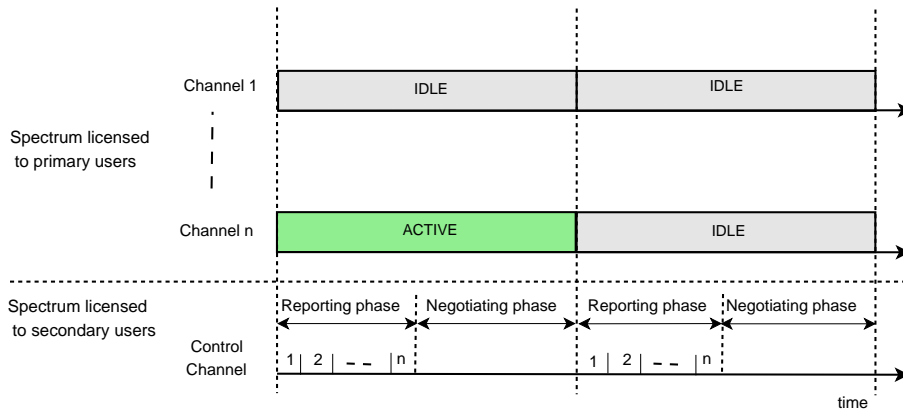 Channel 1
IDLE
IDLE
Spectrum licensed
to primary users
Channel n
ACTIVE
IDLE
Spectrum licensed
to secondary users
Reporting phase
Negotiating phase
Reporting phase
Negotiating phase
Control
Channel
1 2 n
1 2 n
time